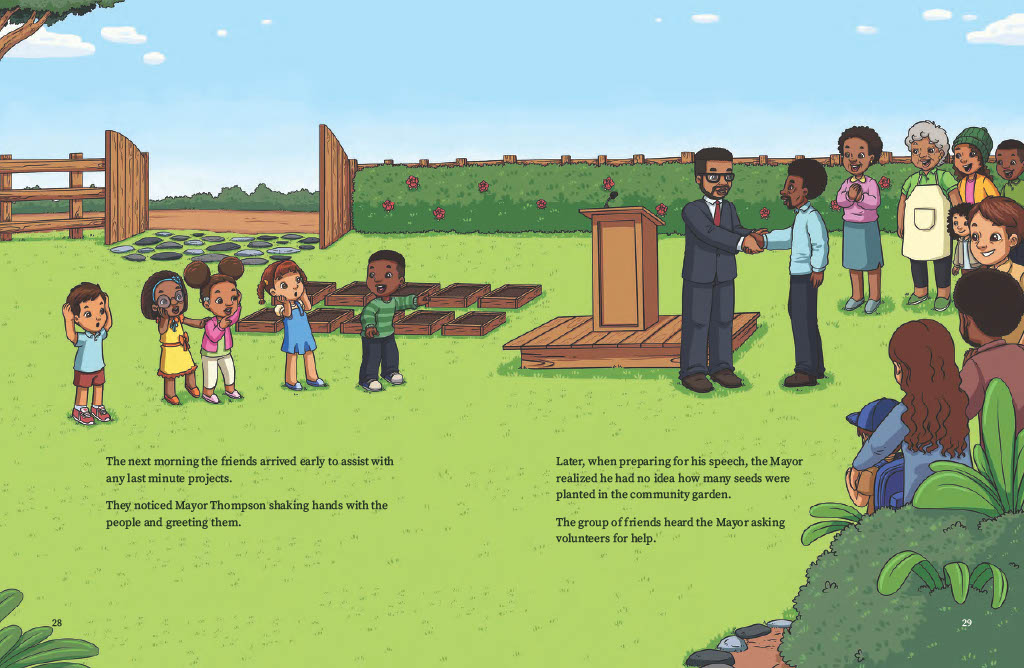 The next morning the friends arrived early to assist with
any last minute projects.
They noticed Mayor Thompson shaking hands with the
people and greeting them.
28
Later, when preparing for his speech, the Mayor
realized he had no idea how many seeds were
planted in the community garden.
The group of friends heard the Mayor asking
volunteers for help.
29